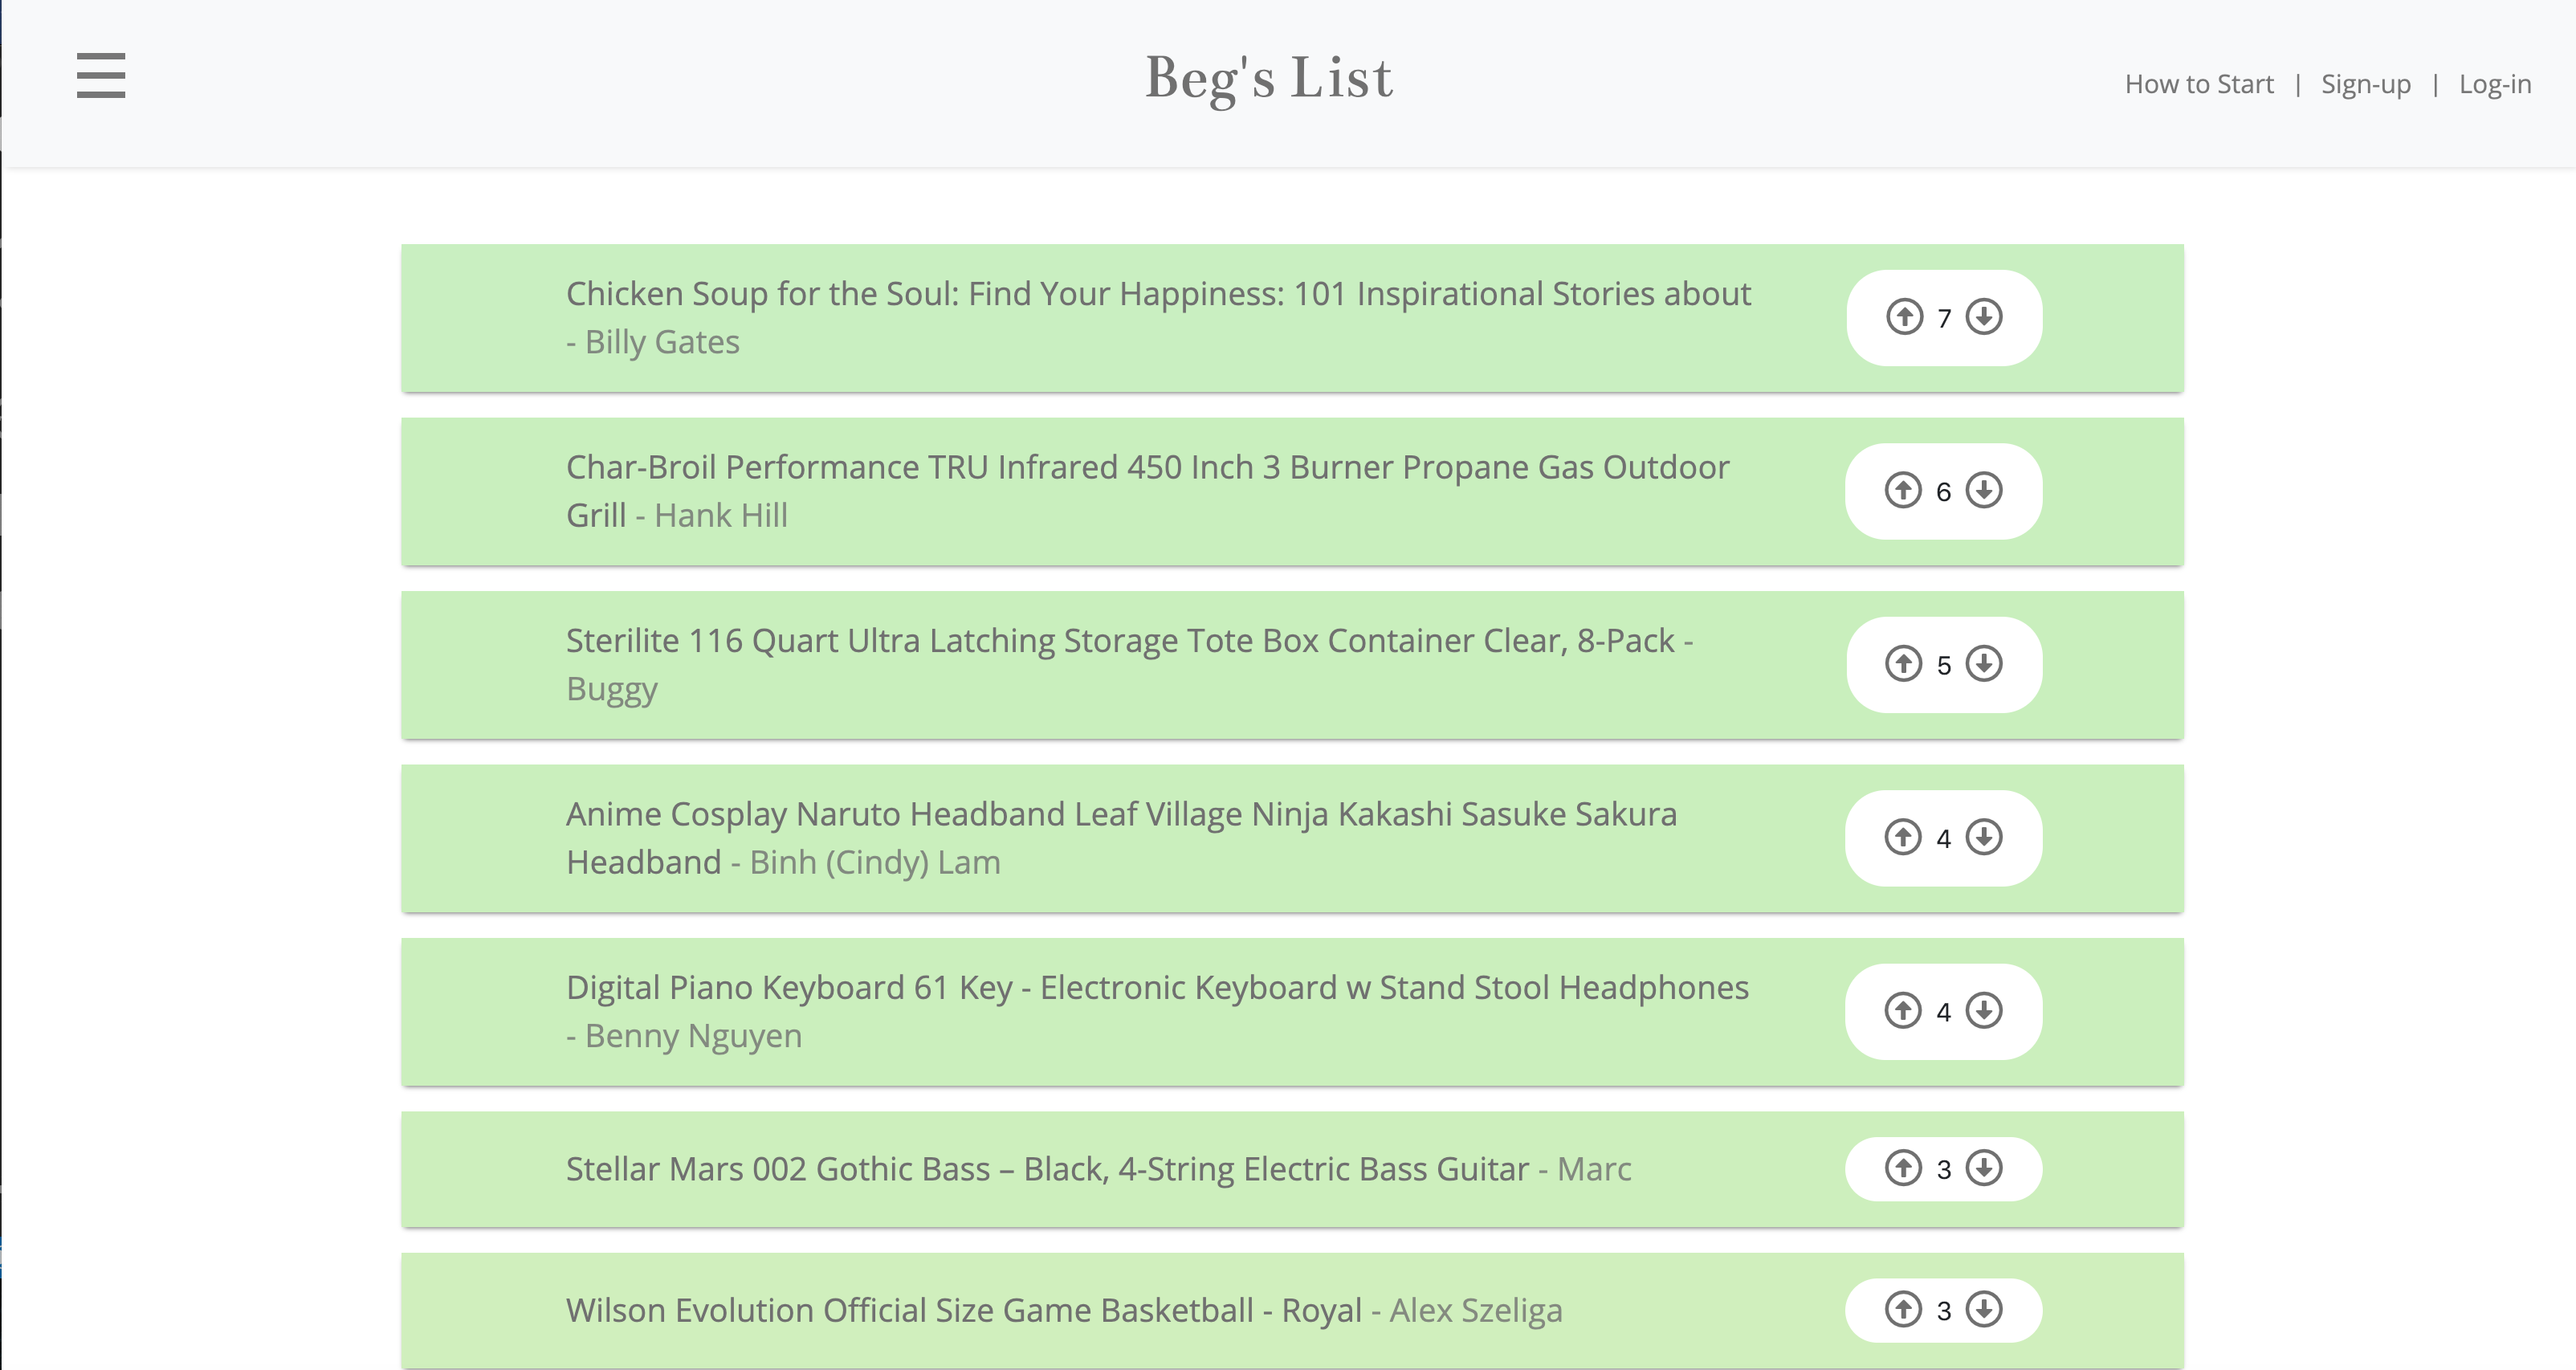 Beg's List
How to Start | Sign-up | Log-in
Chicken Soup for the Soul: Find Your Happiness: 101 Inspirational Stories about
- Billy Gates
7
Char-Broil Performance TRU Infrared 450 Inch 3 Burner Propane Gas Outdoor
Grill - Hank Hill
6
Sterilite 116 Quart Ultra Latching Storage Tote Box Container Clear, 8-Pack -
Buggy
5
Anime Cosplay Naruto Headband Leaf Village Ninja Kakashi Sasuke Sakura
Headband - Binh (Cindy) Lam
4
Digital Piano Keyboard 61 Key - Electronic Keyboard w Stand Stool Headphones
- Benny Nguyen
4
Stellar Mars 002 Gothic Bass – Black, 4-String Electric Bass Guitar - Marc
3
Wilson Evolution Official Size Game Basketball - Royal - Alex Szeliga
3